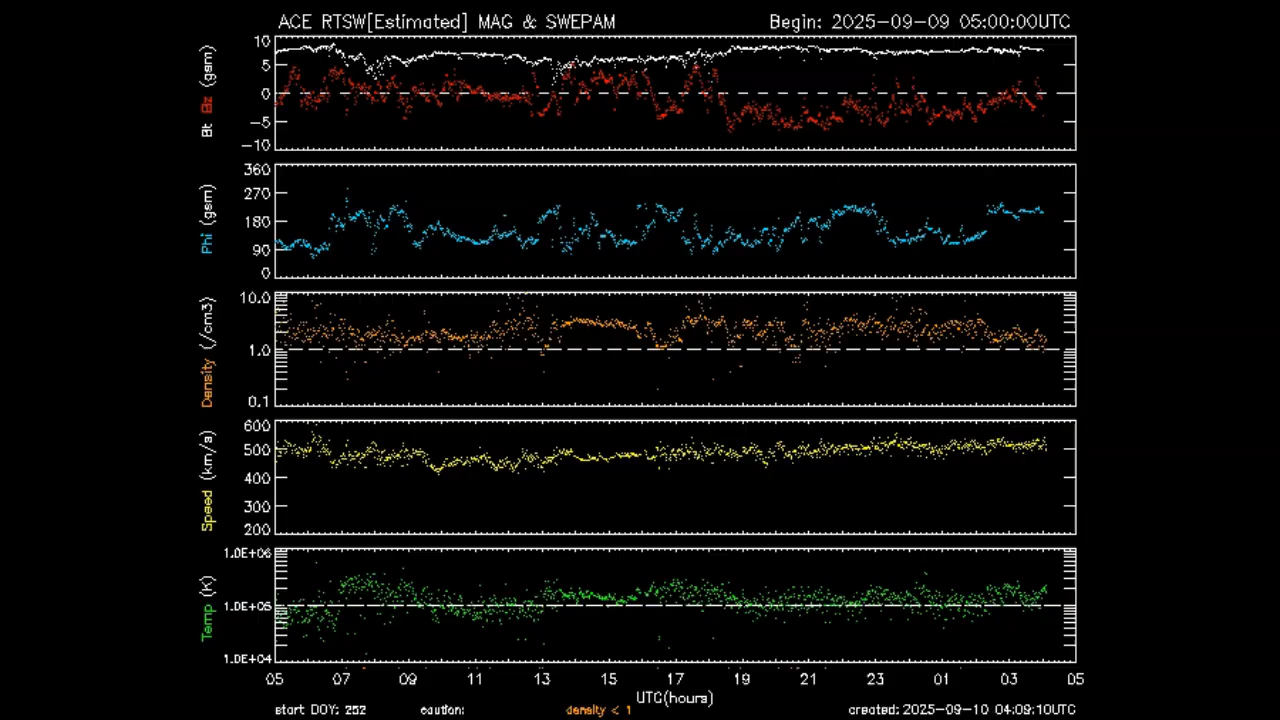 ACE RTSW[Estimated] MAG & SWEPAM Begin: 2025-09-09 05:00:00UTC
Bt Bz (gsm)
10
5
0
-5
-10
Phi (gsm)
360
270
180
90
0
Density (/cm3)
10.0
1.0
0.1
Speed (km/s)
600
500
400
300
200
Temp (K)
1.0E+06
1.0E+05
1.0E+04
05 07 09 11 13 15 17 19 21 23 01 03 05
UTC(hours)
start DOY: 252 caution: density < 1 created: 2025-09-10 04:09:10UTC